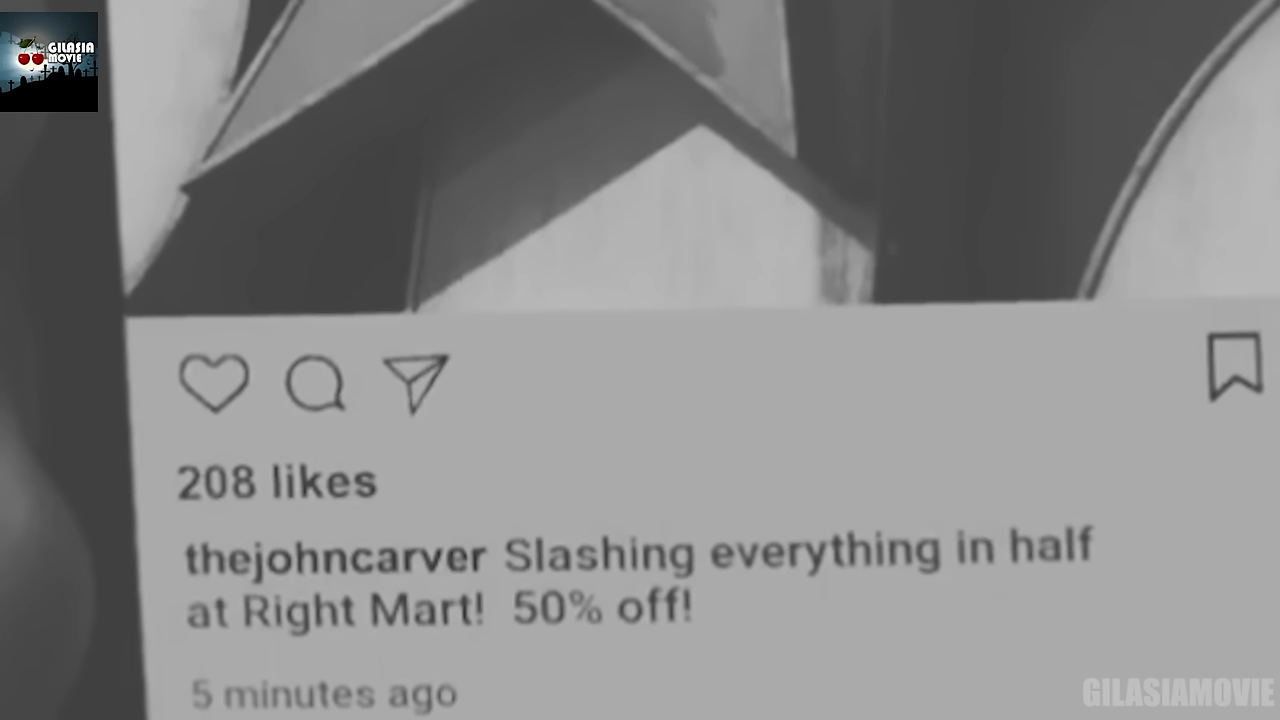 GILASIA
MOVIE
208 likes
thejohncarver Slashing everything in half
at Right Mart!  50% off!
5 minutes ago
GILASIAMOVIE